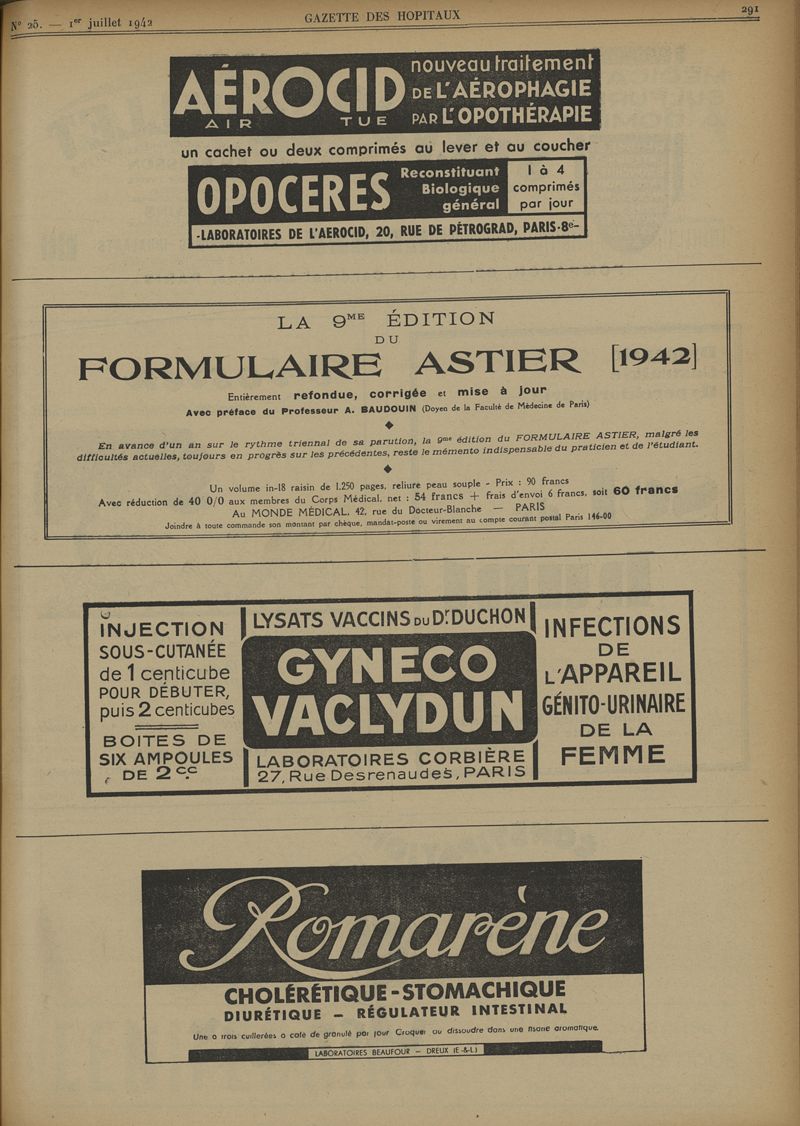 N° 25. — 1er juillet 1942
GAZETTE DES HOPITAUX
291
AÉROCID
AIR TUE
nouveau traitement
DE L'AÉROPHAGIE
PAR L'OPOTHÉRAPIE
un cachet ou deux comprimés au lever et au coucher
OPOCERES
Reconstituant
Biologique
général
1 à 4
comprimés
par jour
-LABORATOIRES DE L'AEROCID, 20, RUE DE PÉTROGRAD, PARIS-8e-
LA 9ME ÉDITION
DU
FORMULAIRE ASTIER [1942]
Entièrement refondue, corrigée et mise à jour
Avec préface du Professeur A. BAUDOUIN (Doyen de la Faculté de Médecine de Paris)
En avance d'un an sur le rythme triennal de sa parution, la 9me édition du FORMULAIRE ASTIER, malgré les
difficultés actuelles, toujours en progrès sur les précédentes, reste le mémento indispensable du praticien et de l'étudiant.
Un volume in-18 raisin de 1.250 pages, reliure peau souple - Prix : 90 francs
Avec réduction de 40 0/0 aux membres du Corps Médical, net : 54 francs + frais d'envoi 6 francs, soit 60 francs
Au MONDE MÉDICAL, 42, rue du Docteur-Blanche — PARIS
Joindre à toute commande son montant par chèque, mandat-poste ou virement au compte courant postal Paris 146-00
INJECTION
SOUS-CUTANÉE
de 1 centicube
POUR DÉBUTER,
puis 2 centicubes
BOITES DE
SIX AMPOULES
DE 2c.c
LYSATS VACCINS DU Dr. DUCHON
GYNECO
VACLYDUN
LABORATOIRES CORBIÈRE
27, Rue Desrenaudes, PARIS
INFECTIONS
DE
L'APPAREIL
GÉNITO-URINAIRE
DE LA
FEMME
Romarène
CHOLÉRÉTIQUE-STOMACHIQUE
DIURÉTIQUE - RÉGULATEUR INTESTINAL
Une à trois cuillerées à café de granulé par jour Croquer ou dissoudre dans une tisane aromatique.
LABORATOIRES BEAUFOUR - DREUX (E-&-L)